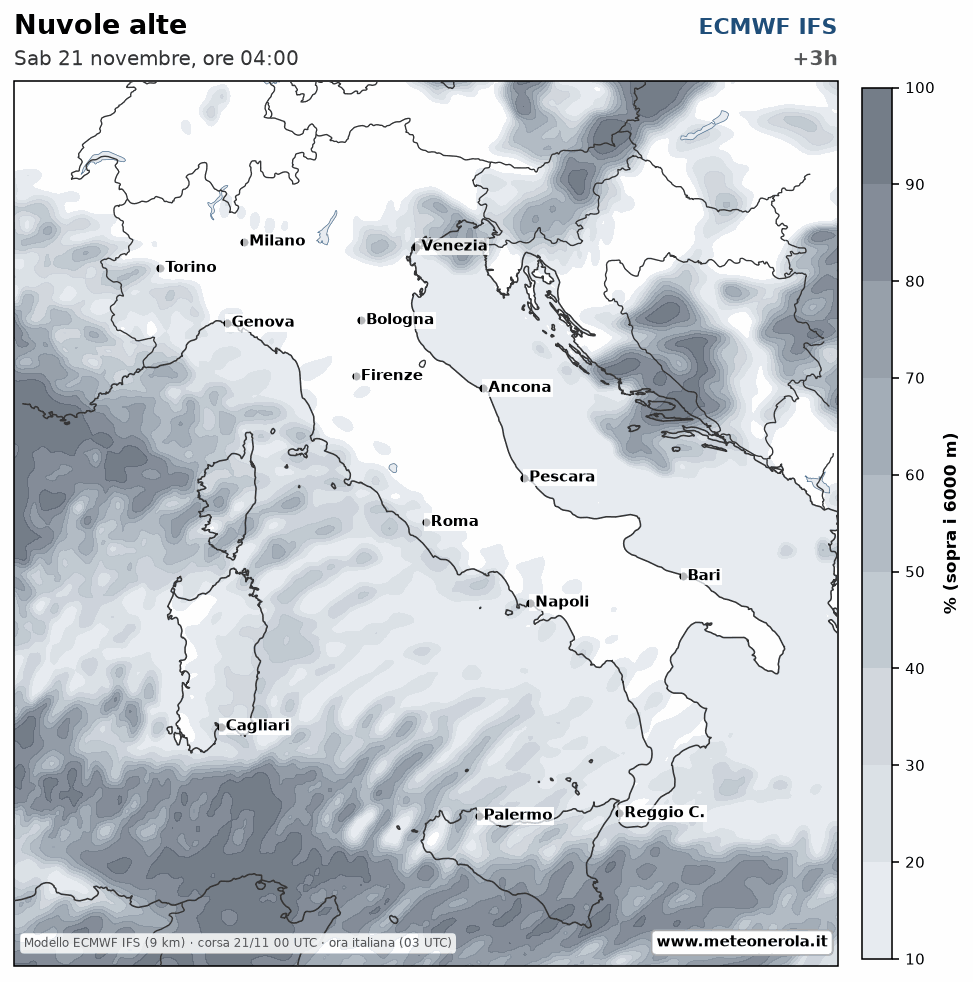 Nuvole alte
ECMWF IFS
Sab 21 novembre, ore 04:00
+3h
Milano
Venezia
Torino
Genova
Bologna
Firenze
Ancona
Pescara
Roma
Bari
Napoli
Cagliari
Palermo
Reggio C.
Modello ECMWF IFS (9 km) · corsa 21/11 00 UTC · ora italiana (03 UTC)
www.meteonerola.it
100
90
80
70
60
50
40
30
20
10
% (sopra i 6000 m)